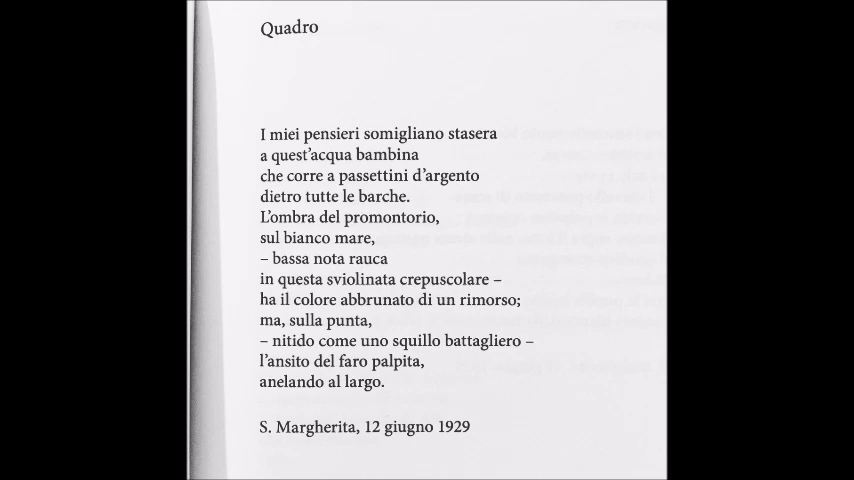 Quadro
I miei pensieri somigliano stasera
a quest'acqua bambina
che corre a passettini d'argento
dietro tutte le barche.
L'ombra del promontorio,
sul bianco mare,
– bassa nota rauca
in questa sviolinata crepuscolare –
ha il colore abbrunato di un rimorso;
ma, sulla punta,
– nitido come uno squillo battagliero –
l'ansito del faro palpita,
anelando al largo.
S. Margherita, 12 giugno 1929